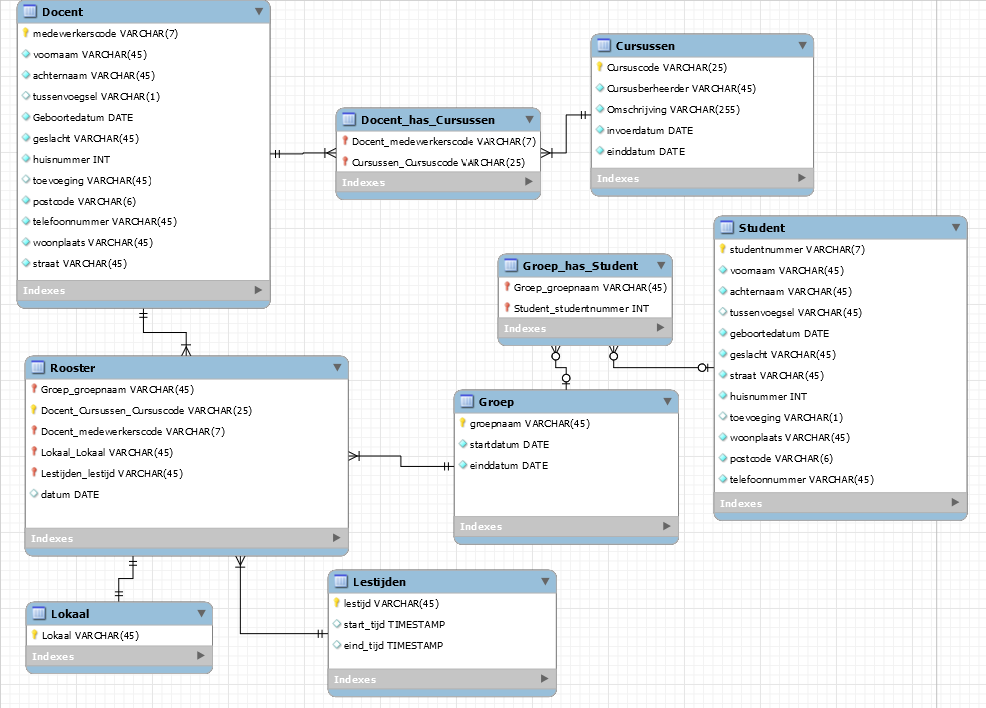 Docent
medewerkerscode VARCHAR(7)
voornaam VARCHAR(45)
achternaam VARCHAR(45)
tussenvoegsel VARCHAR(1)
Geboortedatum DATE
geslacht VARCHAR(45)
huisnummer INT
toevoeging VARCHAR(45)
postcode VARCHAR(6)
telefoonnummer VARCHAR(45)
woonplaats VARCHAR(45)
straat VARCHAR(45)
Indexes
Docent_has_Cursussen
Docent_medewerkerscode VARCHAR(7)
Cursussen_Cursuscode VARCHAR(25)
Indexes
Cursussen
Cursuscode VARCHAR(25)
Cursusberheerder VARCHAR(45)
Omschrijving VARCHAR(255)
invoerdatum DATE
einddatum DATE
Indexes
Student
studentnummer VARCHAR(7)
voornaam VARCHAR(45)
achternaam VARCHAR(45)
tussenvoegsel VARCHAR(45)
geboortedatum DATE
geslacht VARCHAR(45)
straat VARCHAR(45)
huisnummer INT
toevoeging VARCHAR(1)
woonplaats VARCHAR(45)
postcode VARCHAR(6)
telefoonnummer VARCHAR(45)
Indexes
Groep_has_Student
Groep_groepnaam VARCHAR(45)
Student_studentnummer INT
Indexes
Rooster
Groep_groepnaam VARCHAR(45)
Docent_Cursussen_Cursuscode VARCHAR(25)
Docent_medewerkerscode VARCHAR(7)
Lokaal_Lokaal VARCHAR(45)
Lestijden_lestijd VARCHAR(45)
datum DATE
Indexes
Groep
groepnaam VARCHAR(45)
startdatum DATE
einddatum DATE
Indexes
Lokaal
Lokaal VARCHAR(45)
Indexes
Lestijden
lestijd VARCHAR(45)
start_tijd TIMESTAMP
eind_tijd TIMESTAMP
Indexes